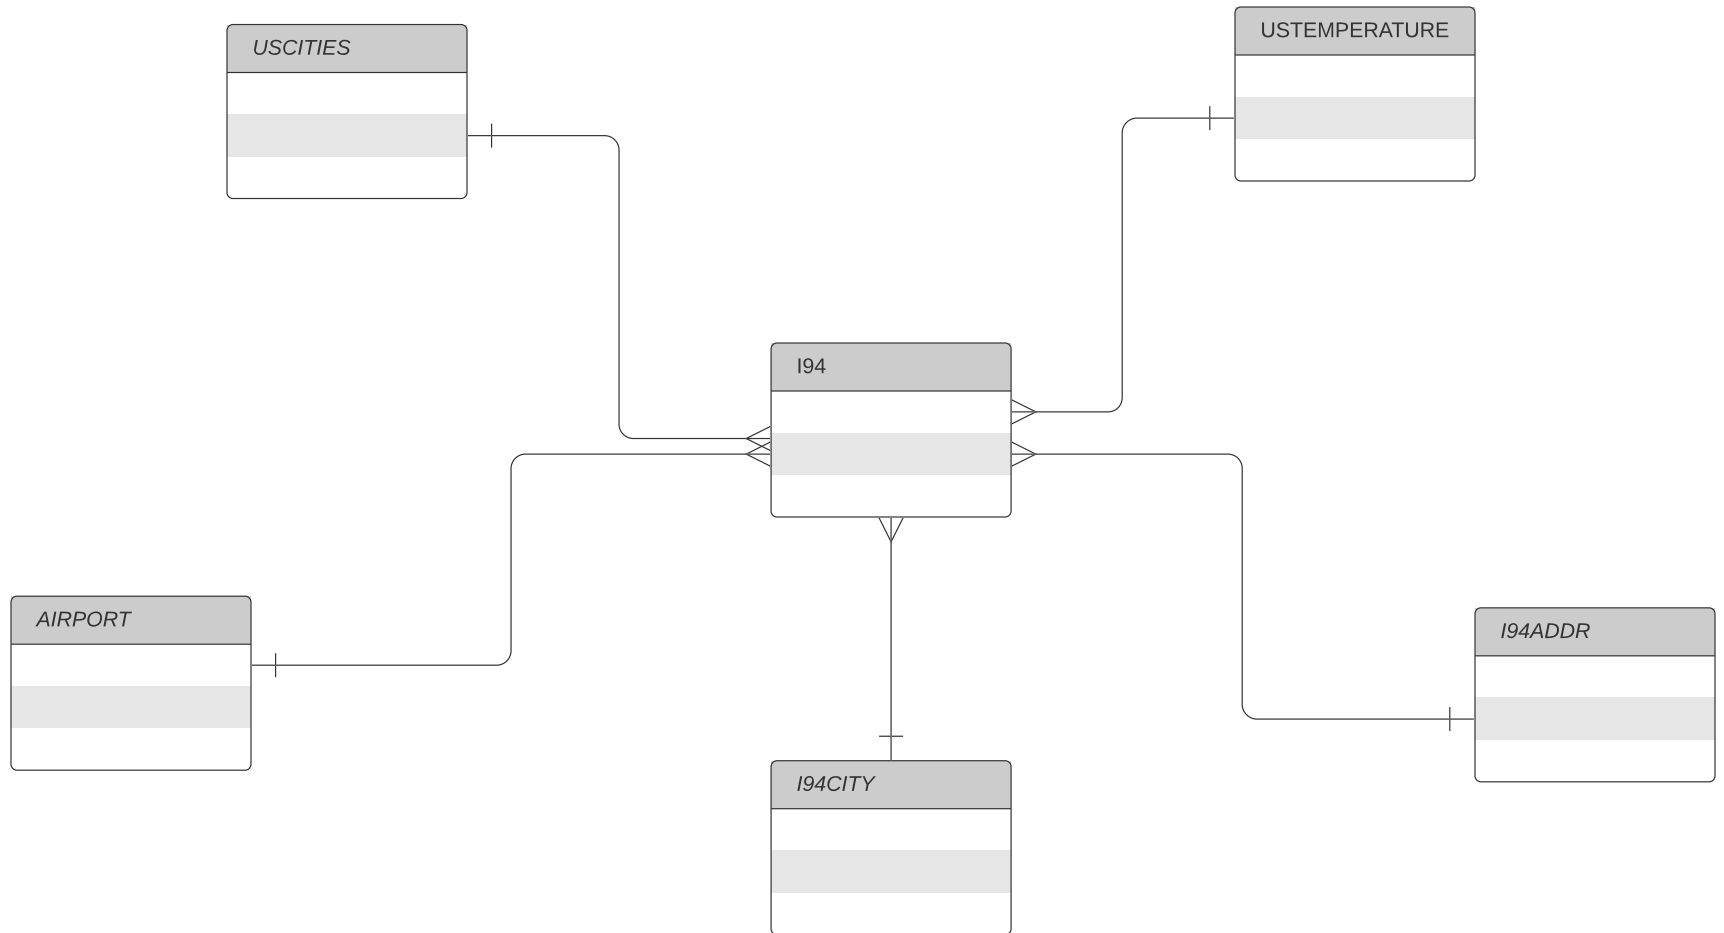 USCITIES
USTEMPERATURE
I94
AIRPORT
I94ADDR
I94CITY